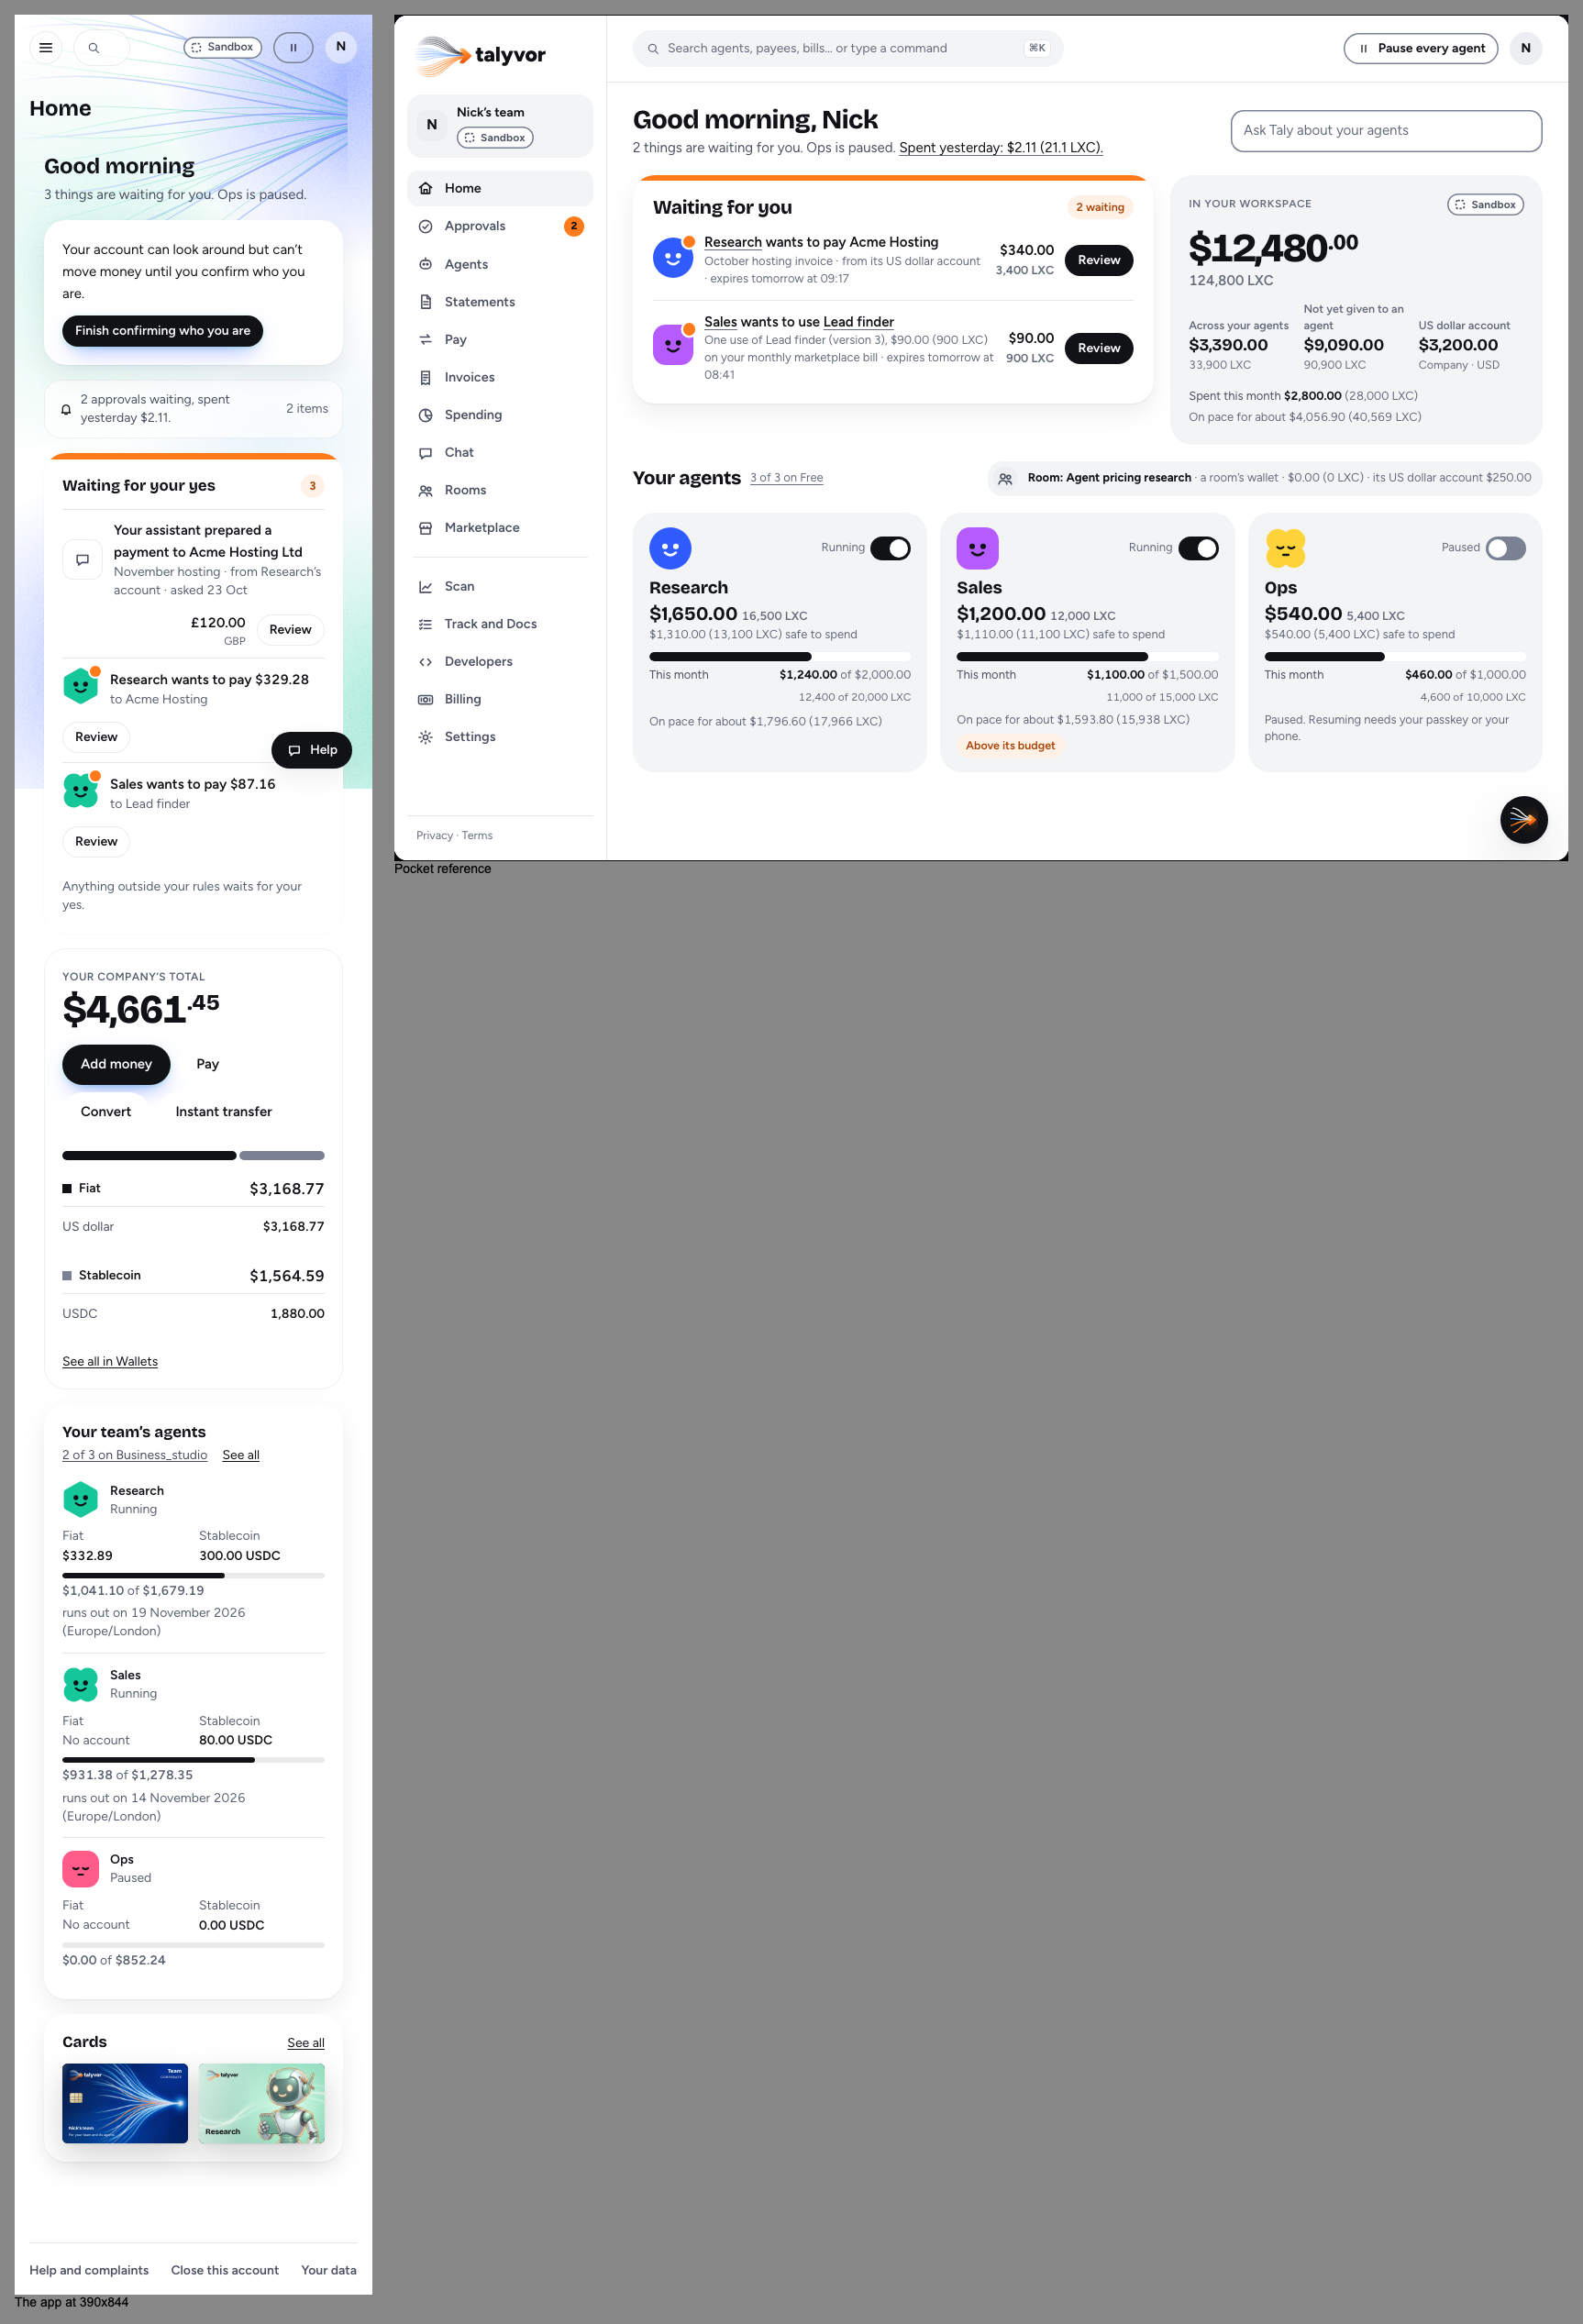 Sandbox
N
Home
Good morning
3 things are waiting for you. Ops is paused.
Your account can look around but can't
move money until you confirm who you
are.
Finish confirming who you are
2 approvals waiting, spent
yesterday $2.11.
2 items
Waiting for your yes
3
Your assistant prepared a
payment to Acme Hosting Ltd
November hosting · from Research's
account · asked 23 Oct
£120.00
GBP
Review
Research wants to pay $329.28
to Acme Hosting
Review
Help
Sales wants to pay $87.16
to Lead finder
Review
Anything outside your rules waits for your
yes.
YOUR COMPANY'S TOTAL
$4,661.45
Add money
Pay
Convert
Instant transfer
Fiat
$3,168.77
US dollar
$3,168.77
Stablecoin
$1,564.59
USDC
1,880.00
See all in Wallets
Your team's agents
2 of 3 on Business_studio
See all
Research
Running
Fiat
Stablecoin
$332.89
300.00 USDC
$1,041.10 of $1,679.19
runs out on 19 November 2026
(Europe/London)
Sales
Running
Fiat
Stablecoin
No account
80.00 USDC
$931.38 of $1,278.35
runs out on 14 November 2026
(Europe/London)
Ops
Paused
Fiat
Stablecoin
No account
0.00 USDC
$0.00 of $852.24
Cards
See all
talyvor
Team
Nick's team
talyvor
Research
Help and complaints
Close this account
Your data
The app at 390x844
talyvor
N
Nick's team
Sandbox
Home
Approvals
2
Agents
Statements
Pay
Invoices
Spending
Chat
Rooms
Marketplace
Scan
Track and Docs
Developers
Billing
Settings
Privacy · Terms
Search agents, payees, bills... or type a command
⌘K
Pause every agent
N
Good morning, Nick
2 things are waiting for you. Ops is paused. Spent yesterday: $2.11 (21.1 LXC).
Ask Taly about your agents
Waiting for you
2 waiting
Research wants to pay Acme Hosting
October hosting invoice · from its US dollar account
· expires tomorrow at 09:17
$340.00
3,400 LXC
Review
Sales wants to use Lead finder
One use of Lead finder (version 3), $90.00 (900 LXC)
on your monthly marketplace bill · expires tomorrow at
08:41
$90.00
900 LXC
Review
IN YOUR WORKSPACE
Sandbox
$12,480.00
124,800 LXC
Across your agents
$3,390.00
33,900 LXC
Not yet given to an
agent
$9,090.00
90,900 LXC
US dollar account
$3,200.00
Company · USD
Spent this month $2,800.00 (28,000 LXC)
On pace for about $4,056.90 (40,569 LXC)
Your agents
3 of 3 on Free
Room: Agent pricing research · a room's wallet · $0.00 (0 LXC) · its US dollar account $250.00
Running
Research
$1,650.00 16,500 LXC
$1,310.00 (13,100 LXC) safe to spend
This month
$1,240.00 of $2,000.00
12,400 of 20,000 LXC
On pace for about $1,796.60 (17,966 LXC)
Running
Sales
$1,200.00 12,000 LXC
$1,110.00 (11,100 LXC) safe to spend
This month
$1,100.00 of $1,500.00
11,000 of 15,000 LXC
On pace for about $1,593.80 (15,938 LXC)
Above its budget
Paused
Ops
$540.00 5,400 LXC
$540.00 (5,400 LXC) safe to spend
This month
$460.00 of $1,000.00
4,600 of 10,000 LXC
Paused. Resuming needs your passkey or your
phone.
Pocket reference